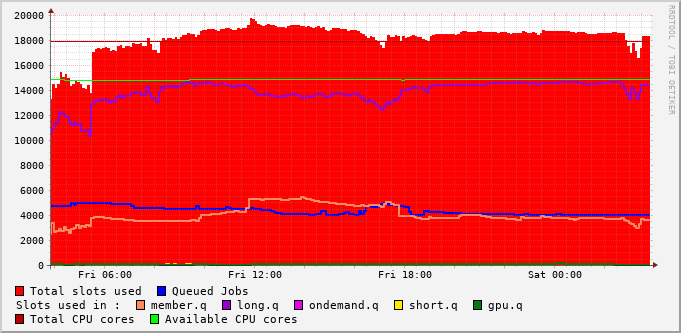 20000
18000
16000
14000
12000
10000
8000
6000
4000
2000
0
Fri 06:00 Fri 12:00 Fri 18:00 Sat 00:00
Total slots used Queued Jobs
Slots used in : member.q long.q ondemand.q short.q gpu.q
Total CPU cores Available CPU cores
RRDTOOL / TOBI OETIKER